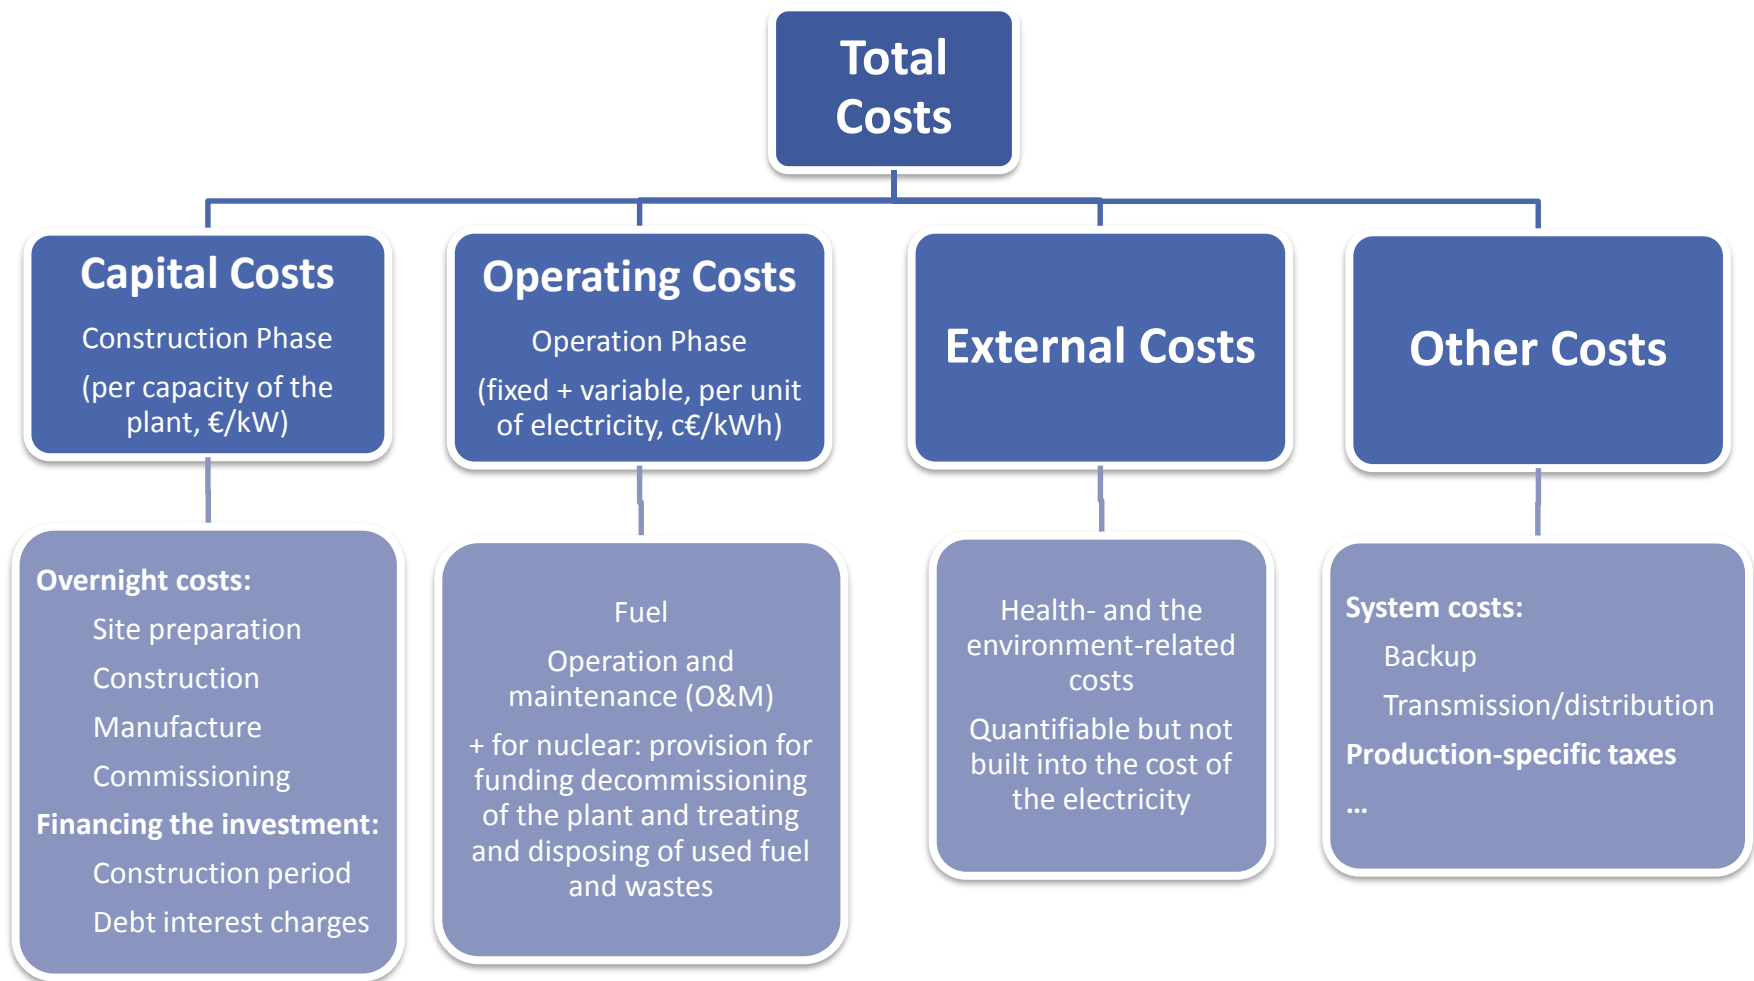 Total
Costs
Capital Costs
Construction Phase
(per capacity of the
plant, €/kW)
Operating Costs
Operation Phase
(fixed + variable, per unit
of electricity, c€/kWh)
External Costs
Other Costs
Overnight costs:
Site preparation
Construction
Manufacture
Commissioning
Financing the investment:
Construction period
Debt interest charges
Fuel
Operation and
maintenance (O&M)
+ for nuclear: provision for
funding decommissioning
of the plant and treating
and disposing of used fuel
and wastes
Health- and the
environment-related
costs
Quantifiable but not
built into the cost of
the electricity
System costs:
Backup
Transmission/distribution
Production-specific taxes
...